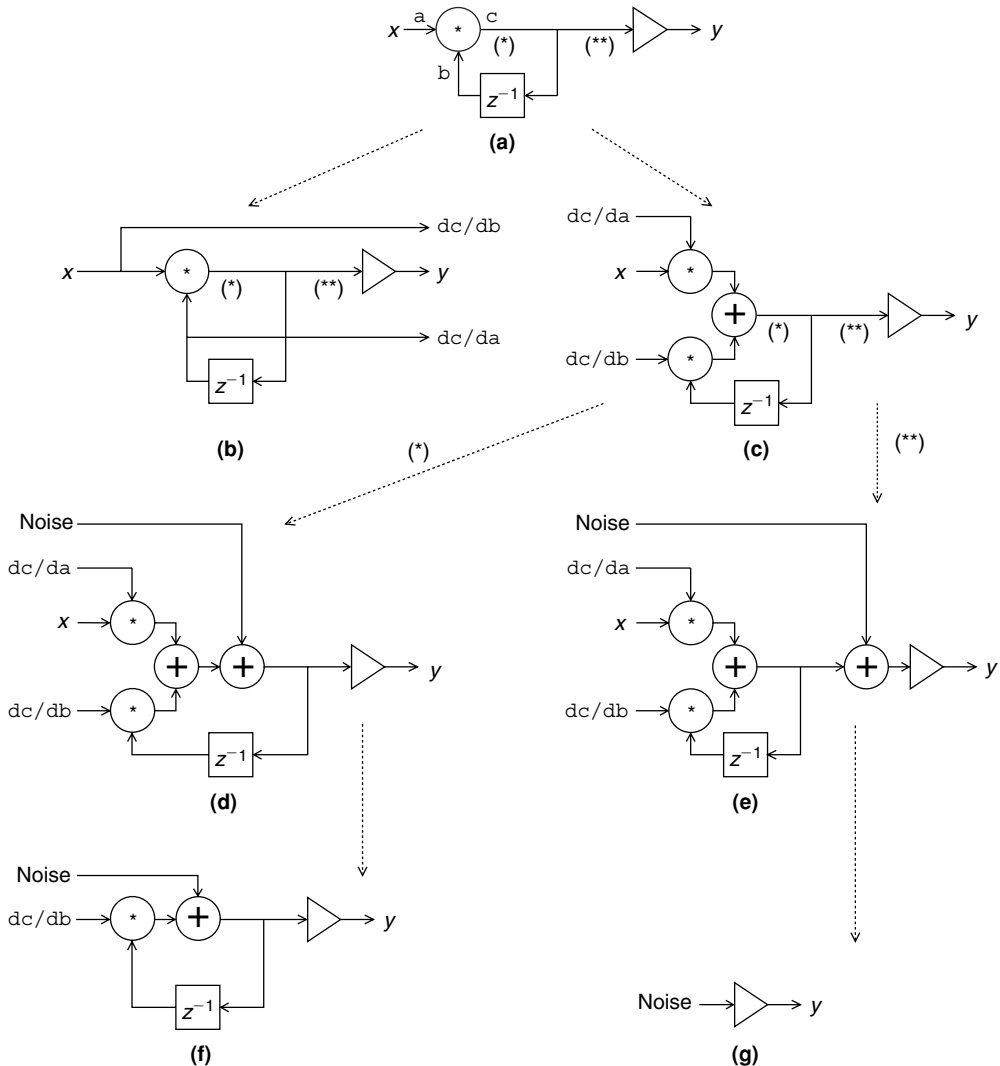 x a * c y
(*) (**)
b
z⁻¹
(a)
dc/db
x * y
(*) (**)
dc/da
z⁻¹
(b)
dc/da
x *
+ y
(*) (**)
dc/db *
z⁻¹
(c)
(*)
(**)
Noise
dc/da
x *
+ + y
dc/db *
z⁻¹
(d)
Noise
dc/da
x *
+ + y
dc/db *
z⁻¹
(e)
Noise
dc/db * + y
z⁻¹
(f)
Noise y
(g)